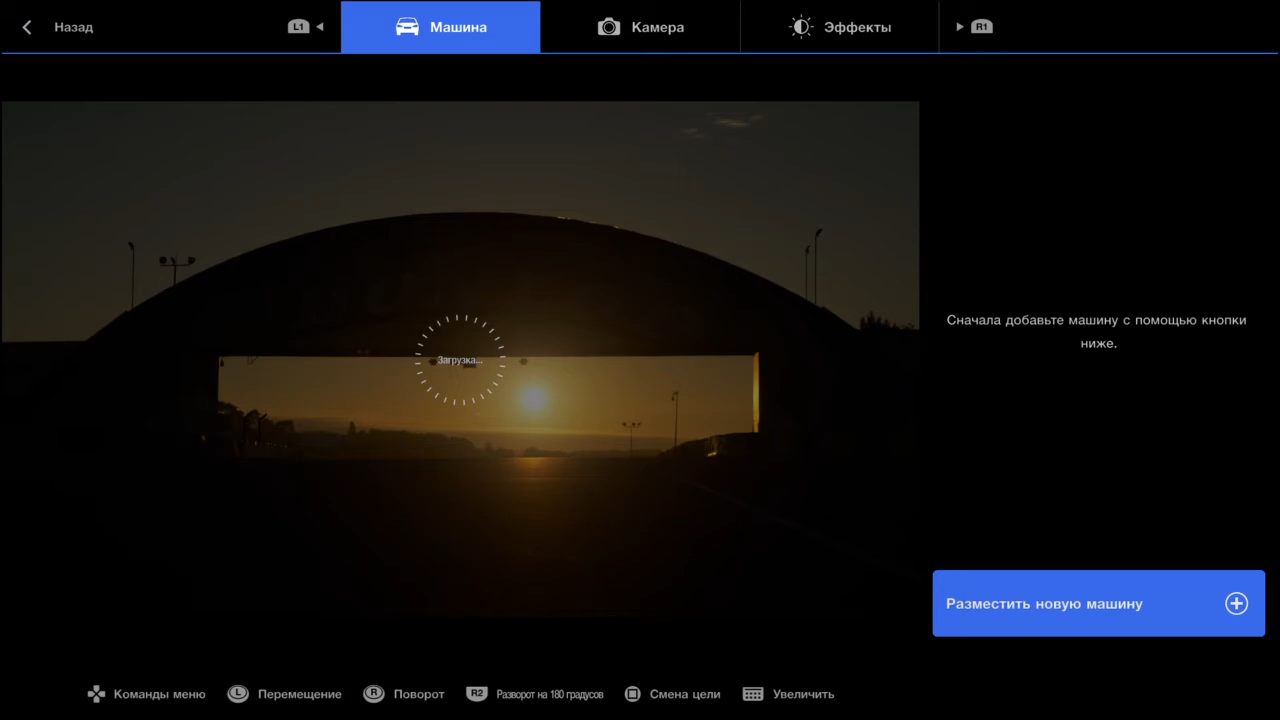 Назад
L1
Машина
Камера
Эффекты
R1
Загрузка...
Сначала добавьте машину с помощью кнопки
ниже.
Разместить новую машину
Команды меню
L Перемещение
R Поворот
R2 Разворот на 180 градусов
Смена цели
Увеличить